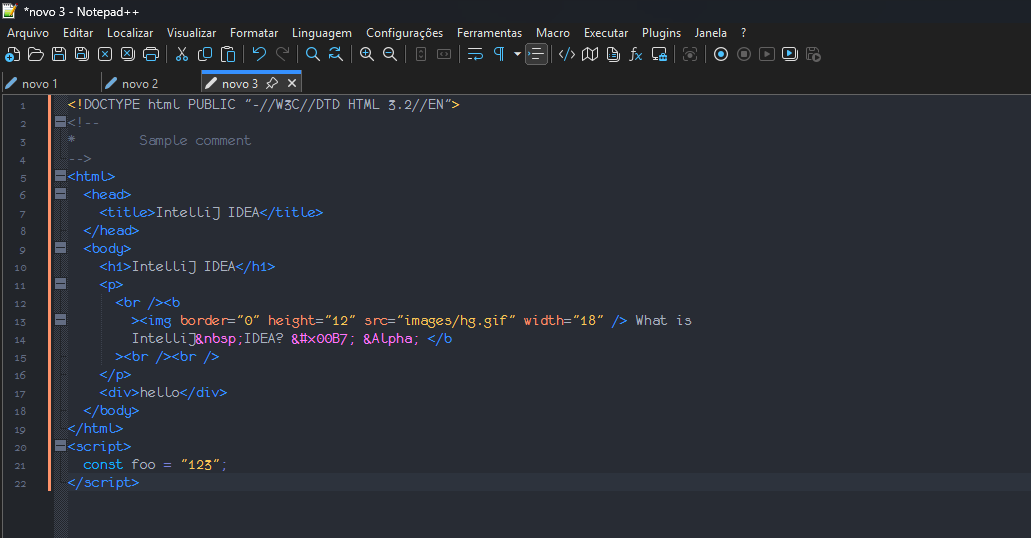 *novo 3 - Notepad++
Arquivo Editar Localizar Visualizar Formatar Linguagem Configurações Ferramentas Macro Executar Plugins Janela ?
novo 1 novo 2 novo 3
1 <!DOCTYPE html PUBLIC "-//W3C//DTD HTML 3.2//EN">
2 <!--
3 * Sample comment
4 -->
5 <html>
6 <head>
7 <title>IntelliJ IDEA</title>
8 </head>
9 <body>
10 <h1>IntelliJ IDEA</h1>
11 <p>
12 <br /><b
13 ><img border="0" height="12" src="images/hg.gif" width="18" /> What is
14 IntelliJ&nbsp;IDEA? &#x00B7; &Alpha; </b
15 ><br /><br />
16 </p>
17 <div>hello</div>
18 </body>
19 </html>
20 <script>
21 const foo = "123";
22 </script>